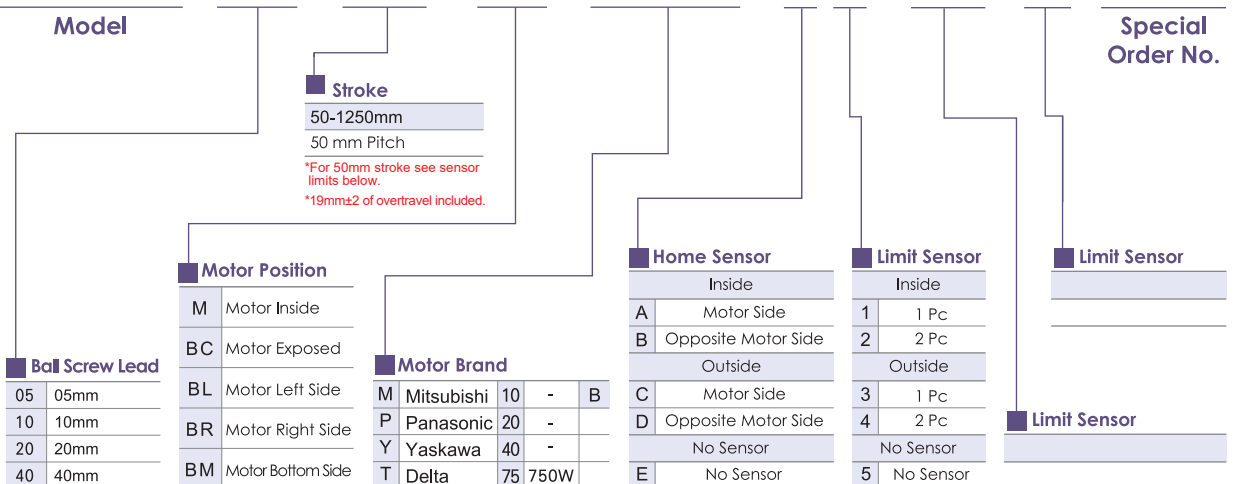 Model
Special
Order No.
Stroke
50-1250mm
50 mm Pitch
*For 50mm stroke see sensor
limits below.
*19mm±2 of overtravel included.
Motor Position
M Motor Inside
BC Motor Exposed
BL Motor Left Side
BR Motor Right Side
BM Motor Bottom Side
Ball Screw Lead
05 05mm
10 10mm
20 20mm
40 40mm
Motor Brand
M Mitsubishi 10 - B
P Panasonic 20 -
Y Yaskawa 40 -
T Delta 75 750W
Home Sensor
Inside
A Motor Side
B Opposite Motor Side
Outside
C Motor Side
D Opposite Motor Side
No Sensor
E No Sensor
Limit Sensor
Inside
1 1 Pc
2 2 Pc
Outside
3 1 Pc
4 2 Pc
No Sensor
5 No Sensor
Limit Sensor
Limit Sensor